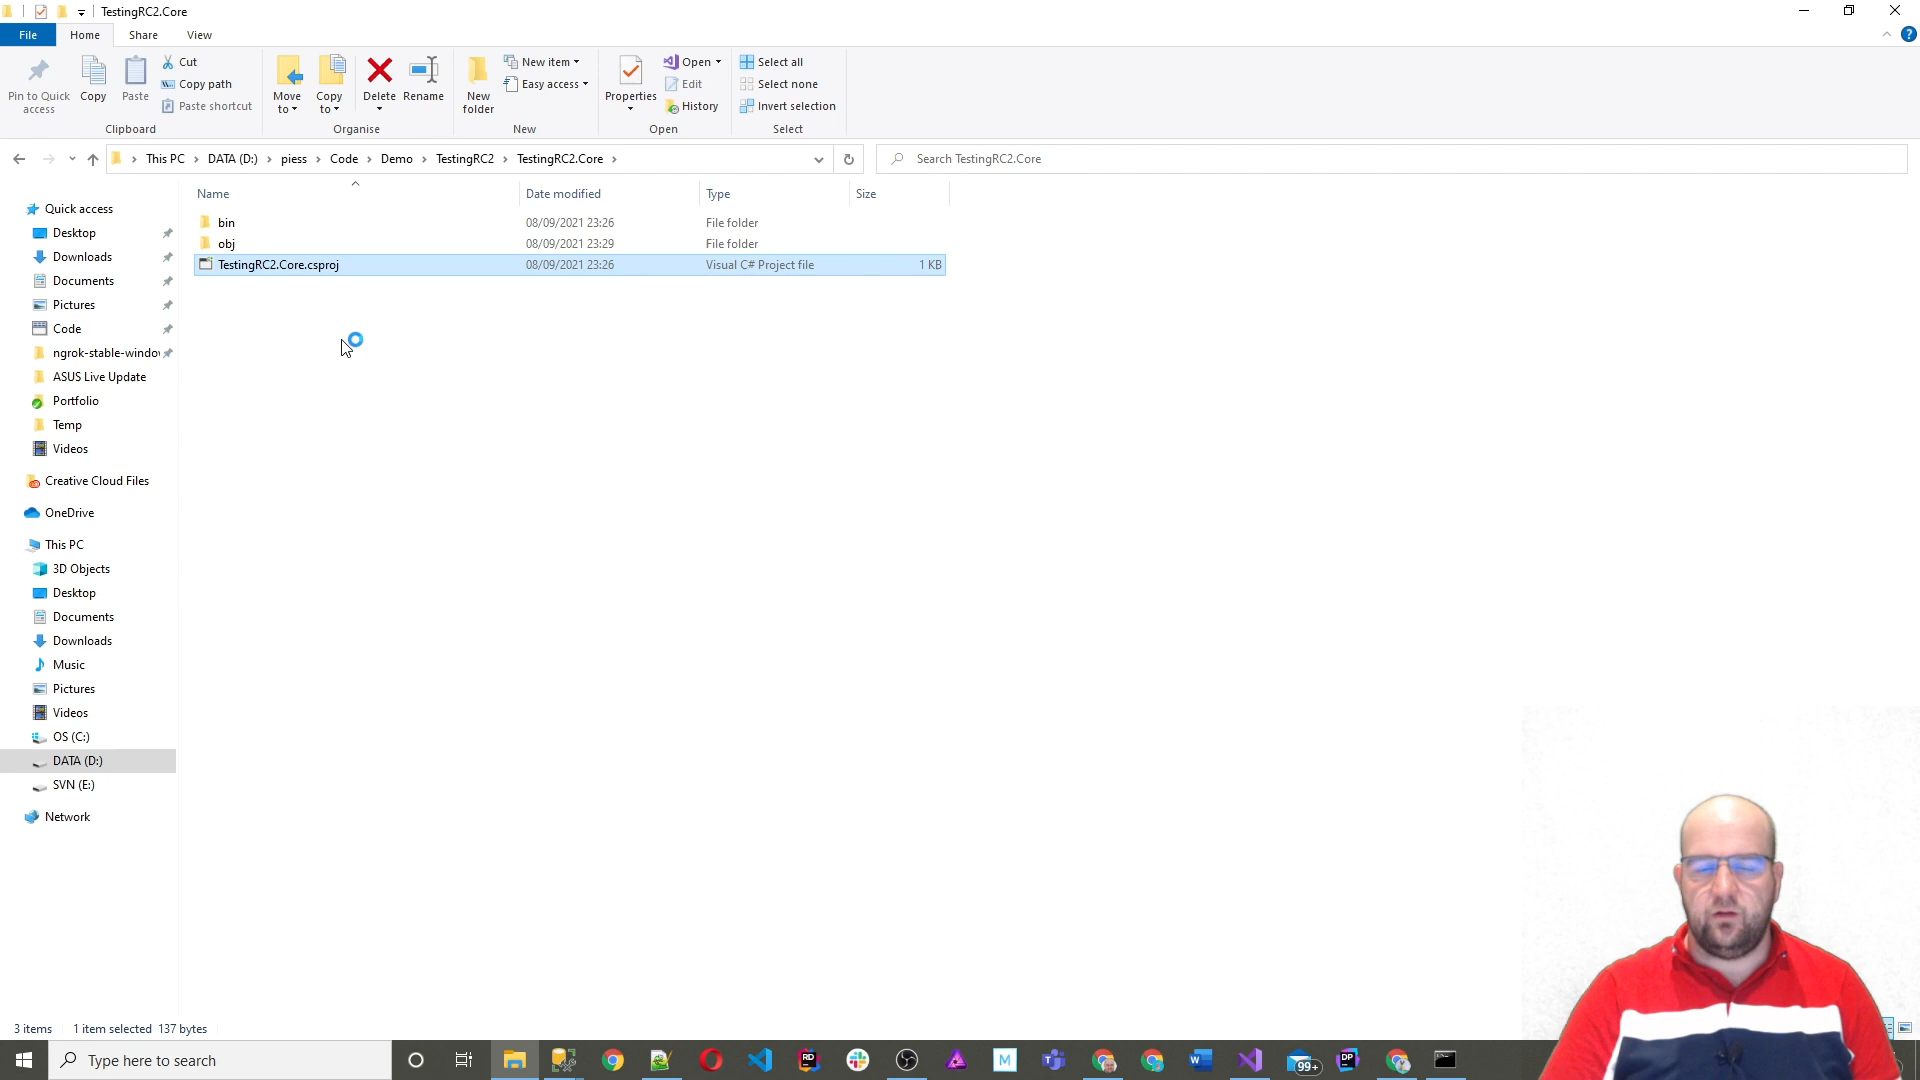 TestingRC2.Core
File Home Share View
Pin to Quick access
Copy
Paste
Cut
Copy path
Paste shortcut
Clipboard
Move to
Copy to
Delete
Rename
Organise
New folder
New item
Easy access
New
Properties
Open
Edit
History
Open
Select all
Select none
Invert selection
Select
This PC > DATA (D:) > piess > Code > Demo > TestingRC2 > TestingRC2.Core >
Search TestingRC2.Core
Name Date modified Type Size
bin 08/09/2021 23:26 File folder
obj 08/09/2021 23:29 File folder
TestingRC2.Core.csproj 08/09/2021 23:26 Visual C# Project file 1 KB
Quick access
Desktop
Downloads
Documents
Pictures
Code
ngrok-stable-windo
ASUS Live Update
Portfolio
Temp
Videos
Creative Cloud Files
OneDrive
This PC
3D Objects
Desktop
Documents
Downloads
Music
Pictures
Videos
OS (C:)
DATA (D:)
SVN (E:)
Network
3 items 1 item selected 137 bytes
Type here to search
RD
M
W
99+
DP